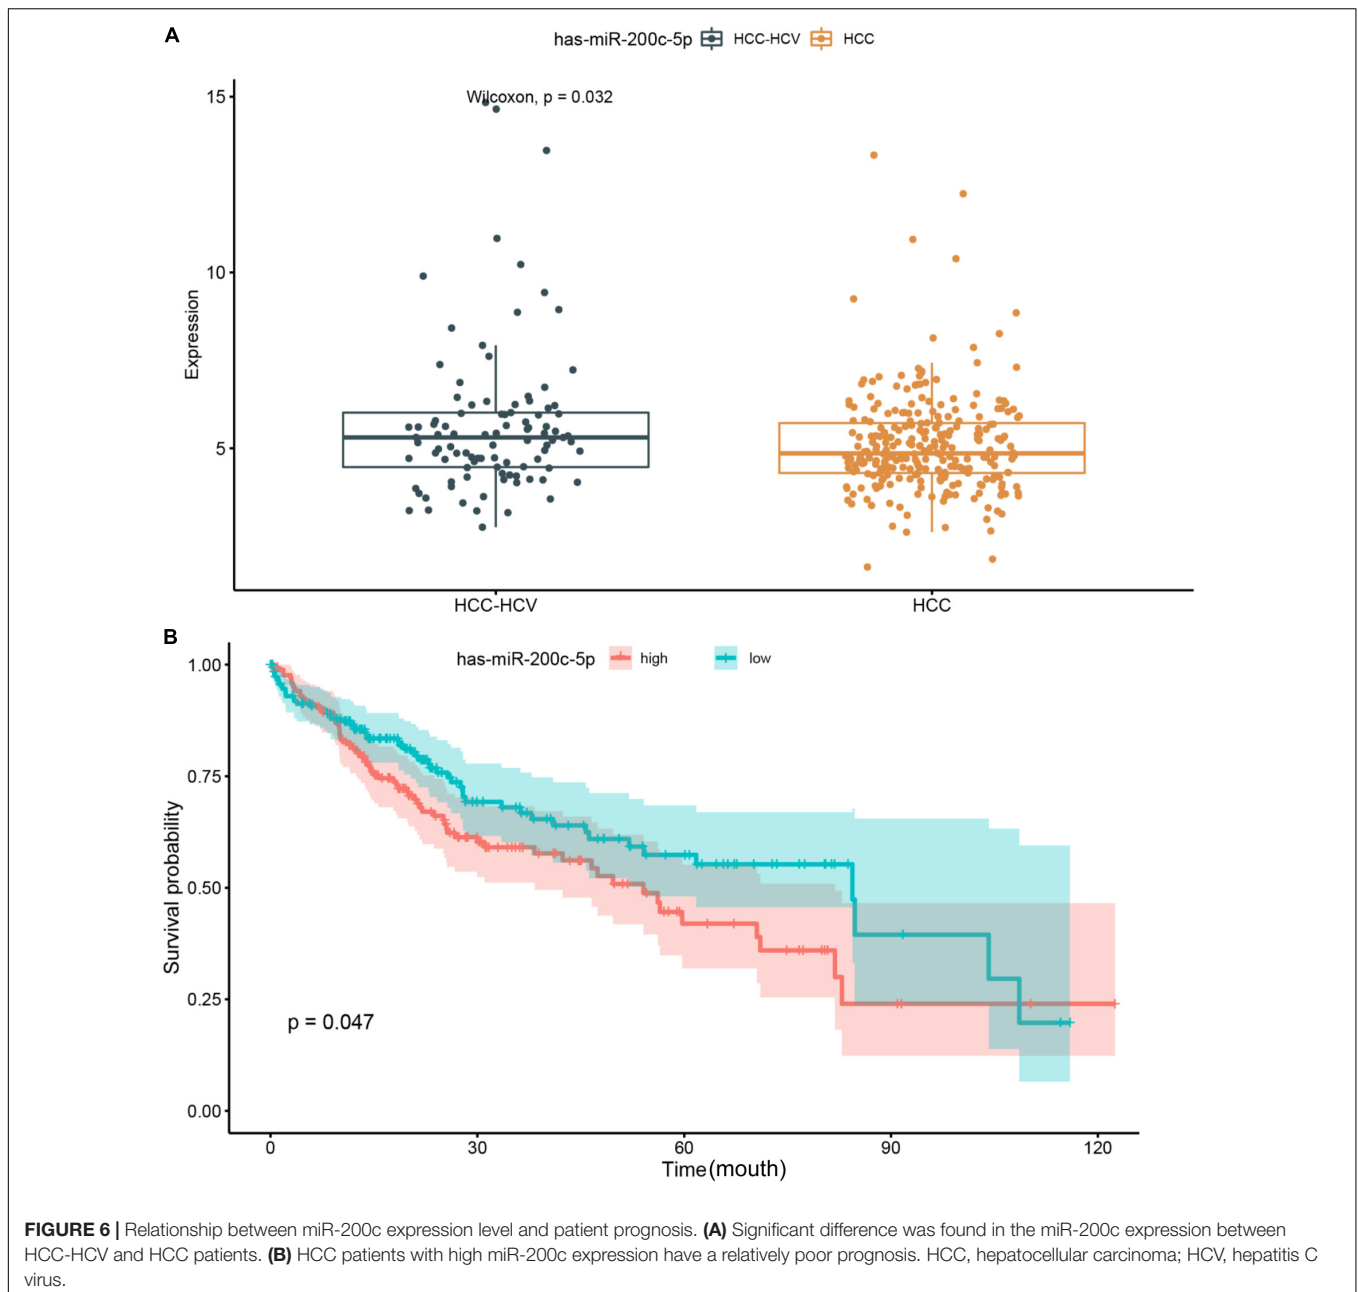 A
has-miR-200c-5p HCC-HCV HCC
Wilcoxon, p = 0.032
15
10
5
Expression
HCC-HCV HCC
B
has-miR-200c-5p high low
1.00
0.75
0.50
0.25
0.00
Survival probability
p = 0.047
0 30 60 90 120
Time(mouth)
FIGURE 6 | Relationship between miR-200c expression level and patient prognosis. (A) Significant difference was found in the miR-200c expression between
HCC-HCV and HCC patients. (B) HCC patients with high miR-200c expression have a relatively poor prognosis. HCC, hepatocellular carcinoma; HCV, hepatitis C
virus.